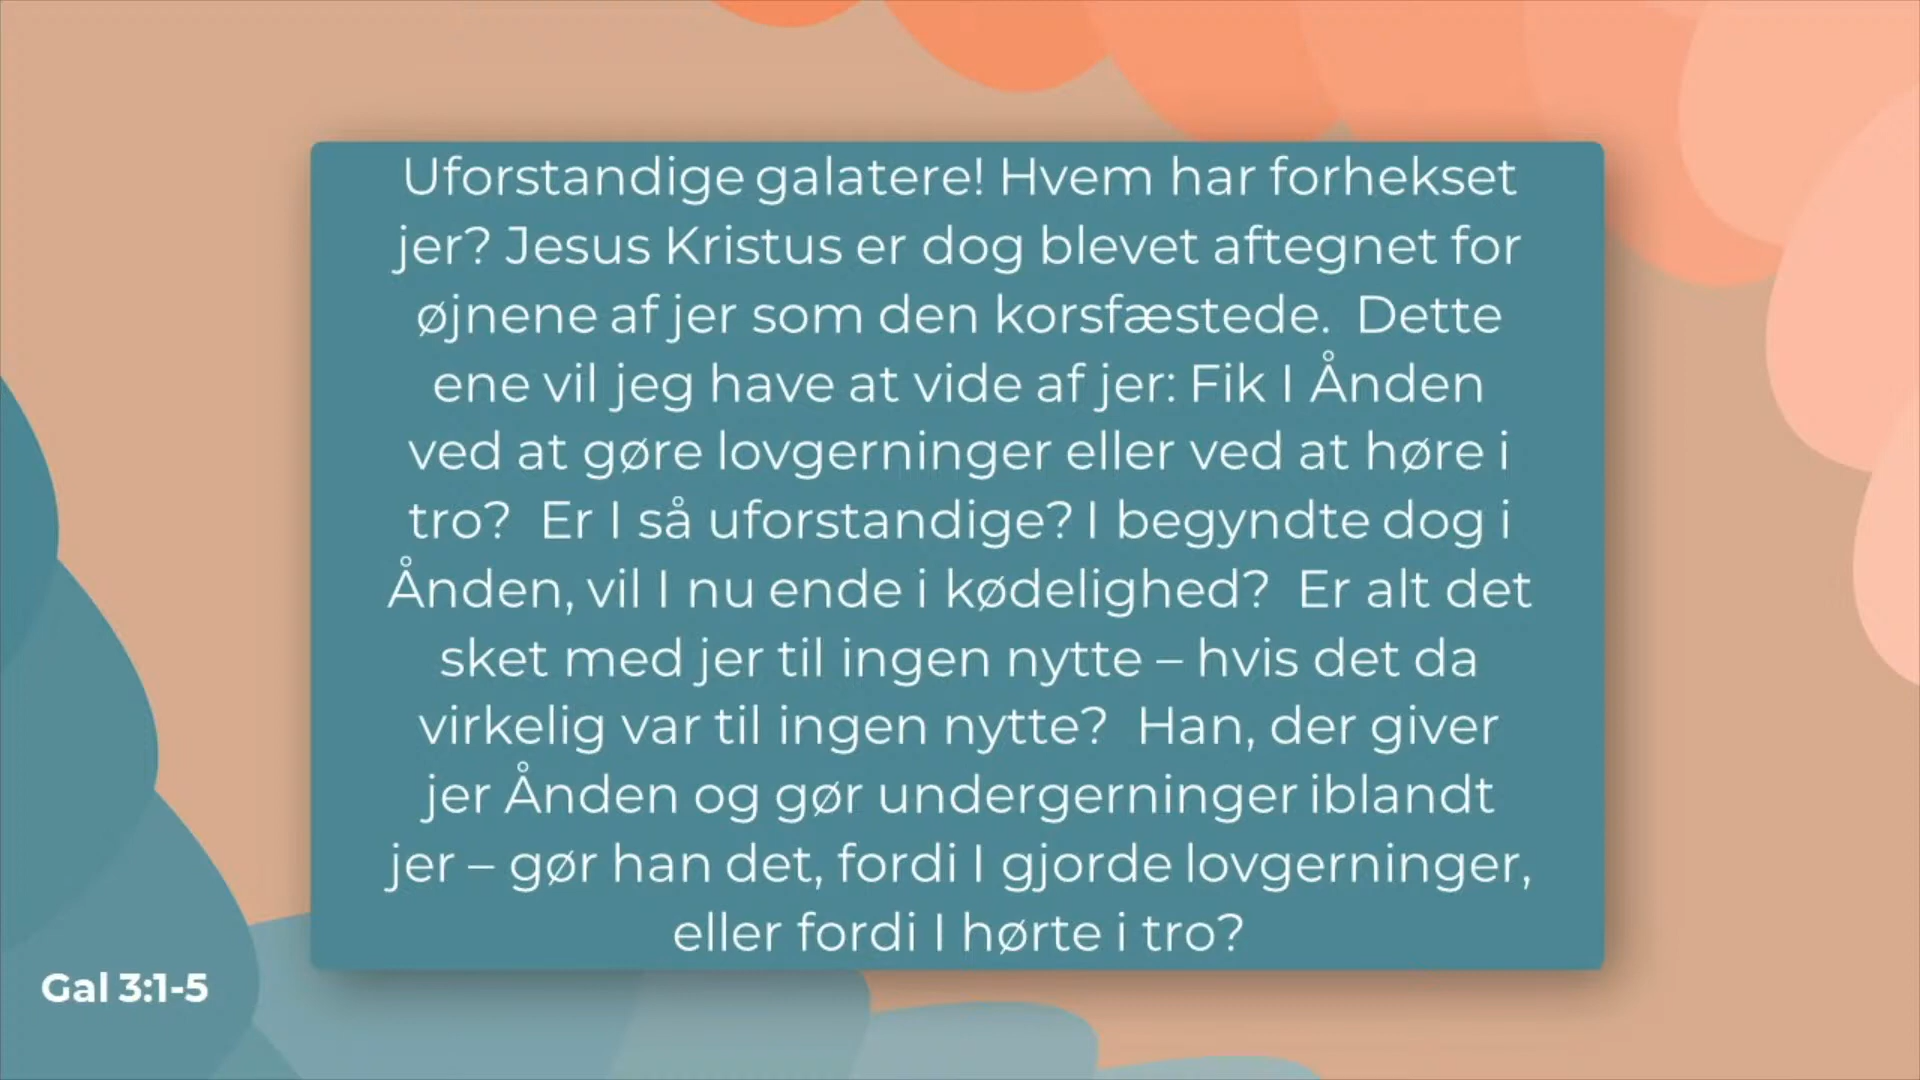 Uforstandige galatere! Hvem har forhekset
jer? Jesus Kristus er dog blevet aftegnet for
øjnene af jer som den korsfæstede.  Dette
ene vil jeg have at vide af jer: Fik I Ånden
ved at gøre lovgerninger eller ved at høre i
tro?  Er I så uforstandige? I begyndte dog i
Ånden, vil I nu ende i kødelighed?  Er alt det
sket med jer til ingen nytte – hvis det da
virkelig var til ingen nytte?  Han, der giver
jer Ånden og gør undergerninger iblandt
jer – gør han det, fordi I gjorde lovgerninger,
eller fordi I hørte i tro?
Gal 3:1-5